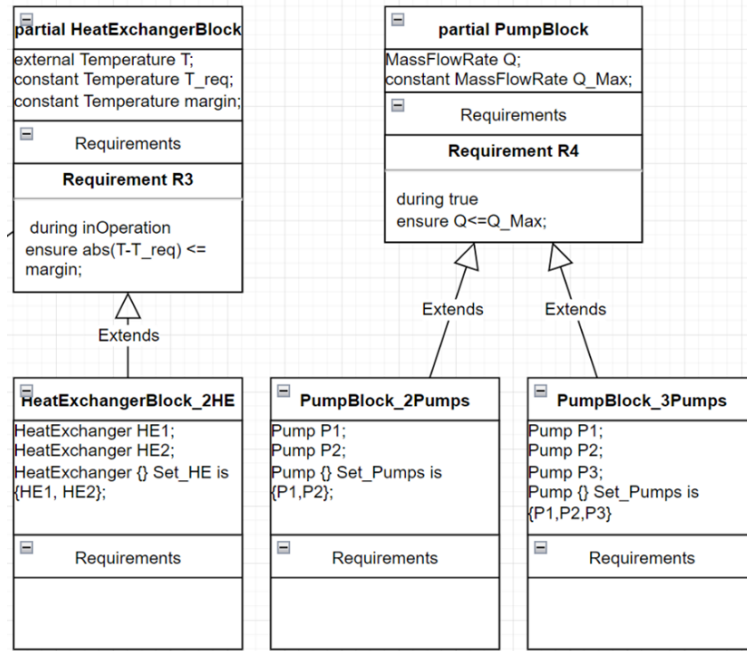 partial HeatExchangerBlock
external Temperature T;
constant Temperature T_req;
constant Temperature margin;
Requirements
Requirement R3
during inOperation
ensure abs(T-T_req) <=
margin;
partial PumpBlock
MassFlowRate Q;
constant MassFlowRate Q_Max;
Requirements
Requirement R4
during true
ensure Q<=Q_Max;
Extends
Extends
Extends
HeatExchangerBlock_2HE
HeatExchanger HE1;
HeatExchanger HE2;
HeatExchanger {} Set_HE is
{HE1, HE2};
Requirements
PumpBlock_2Pumps
Pump P1;
Pump P2;
Pump {} Set_Pumps is
{P1,P2};
Requirements
PumpBlock_3Pumps
Pump P1;
Pump P2;
Pump P3;
Pump {} Set_Pumps is
{P1,P2,P3}
Requirements